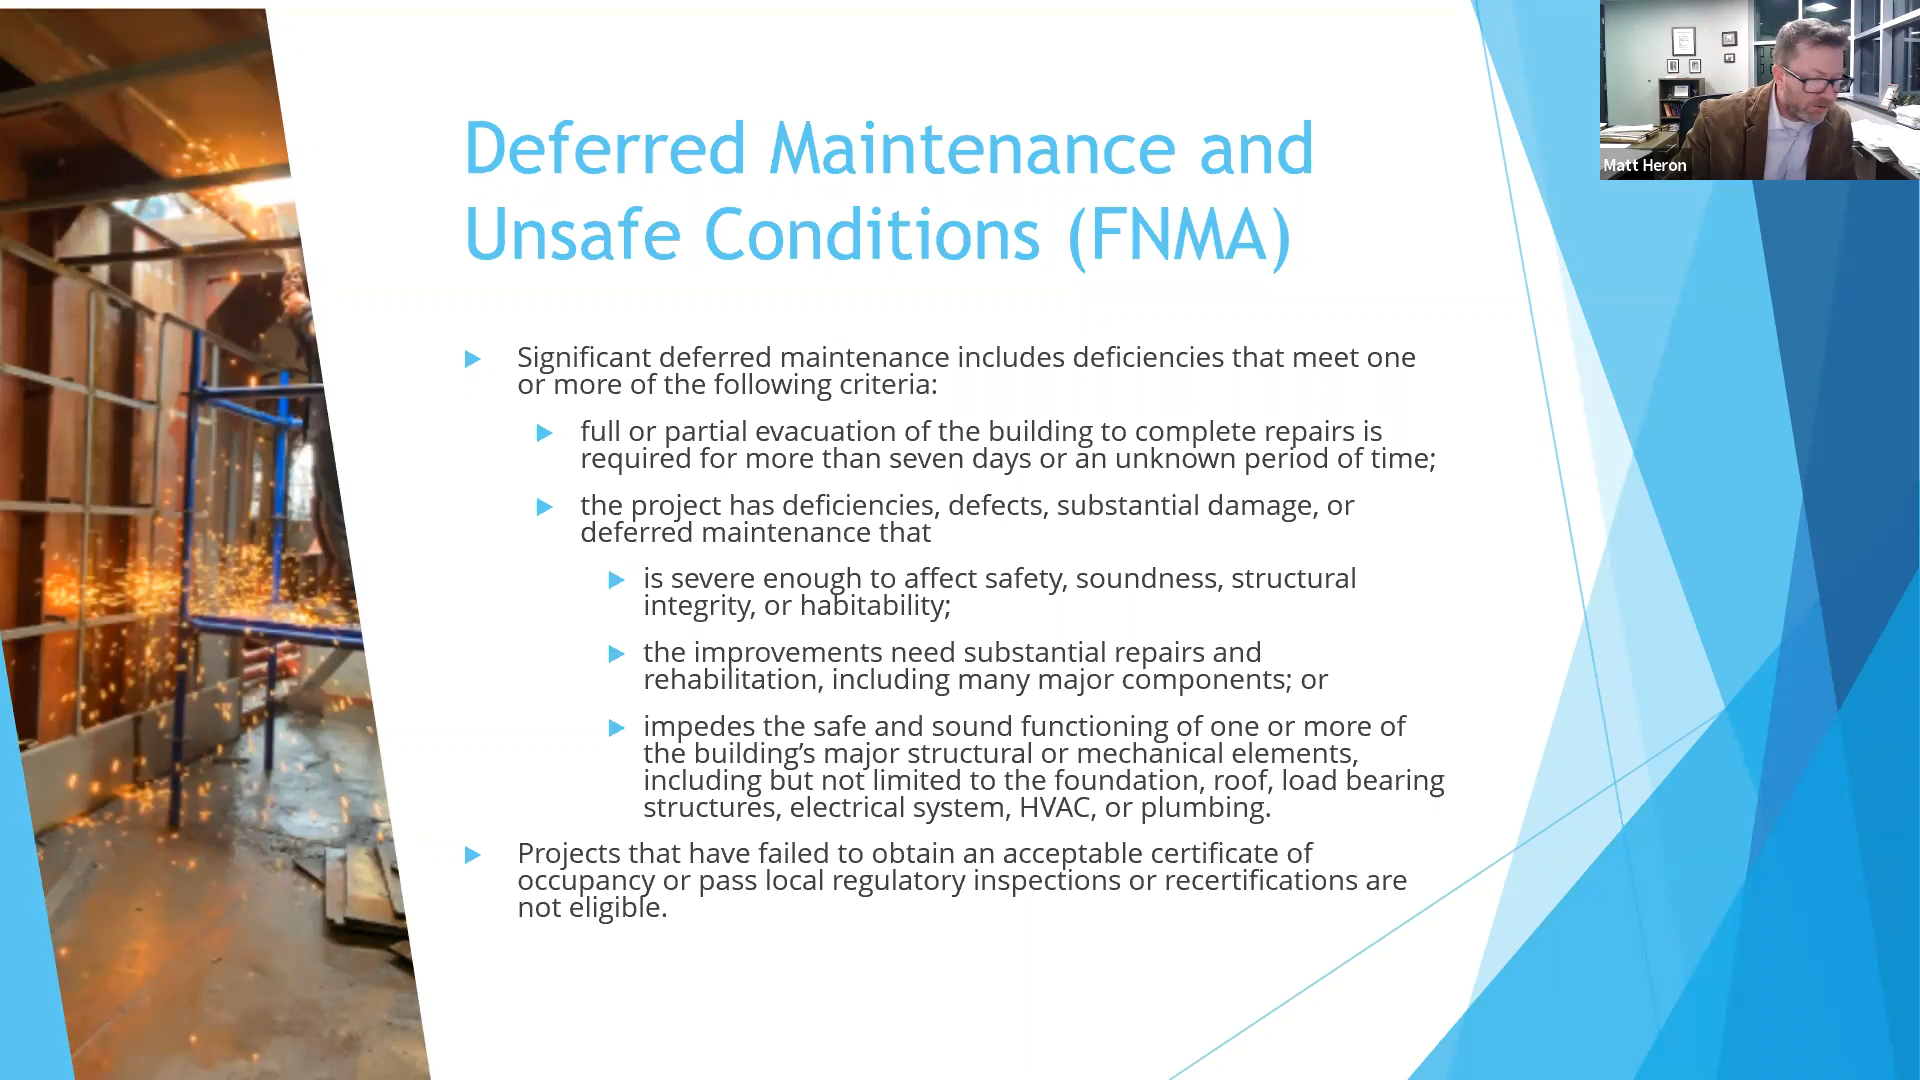 Deferred Maintenance and
Unsafe Conditions (FNMA)
Matt Heron
Significant deferred maintenance includes deficiencies that meet one
or more of the following criteria:
full or partial evacuation of the building to complete repairs is
required for more than seven days or an unknown period of time;
the project has deficiencies, defects, substantial damage, or
deferred maintenance that
is severe enough to affect safety, soundness, structural
integrity, or habitability;
the improvements need substantial repairs and
rehabilitation, including many major components; or
impedes the safe and sound functioning of one or more of
the building’s major structural or mechanical elements,
including but not limited to the foundation, roof, load bearing
structures, electrical system, HVAC, or plumbing.
Projects that have failed to obtain an acceptable certificate of
occupancy or pass local regulatory inspections or recertifications are
not eligible.